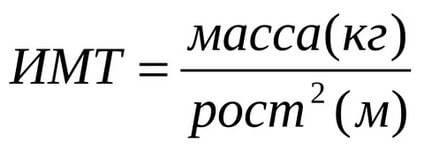 ИМТ = масса(кг)
рост² (м)